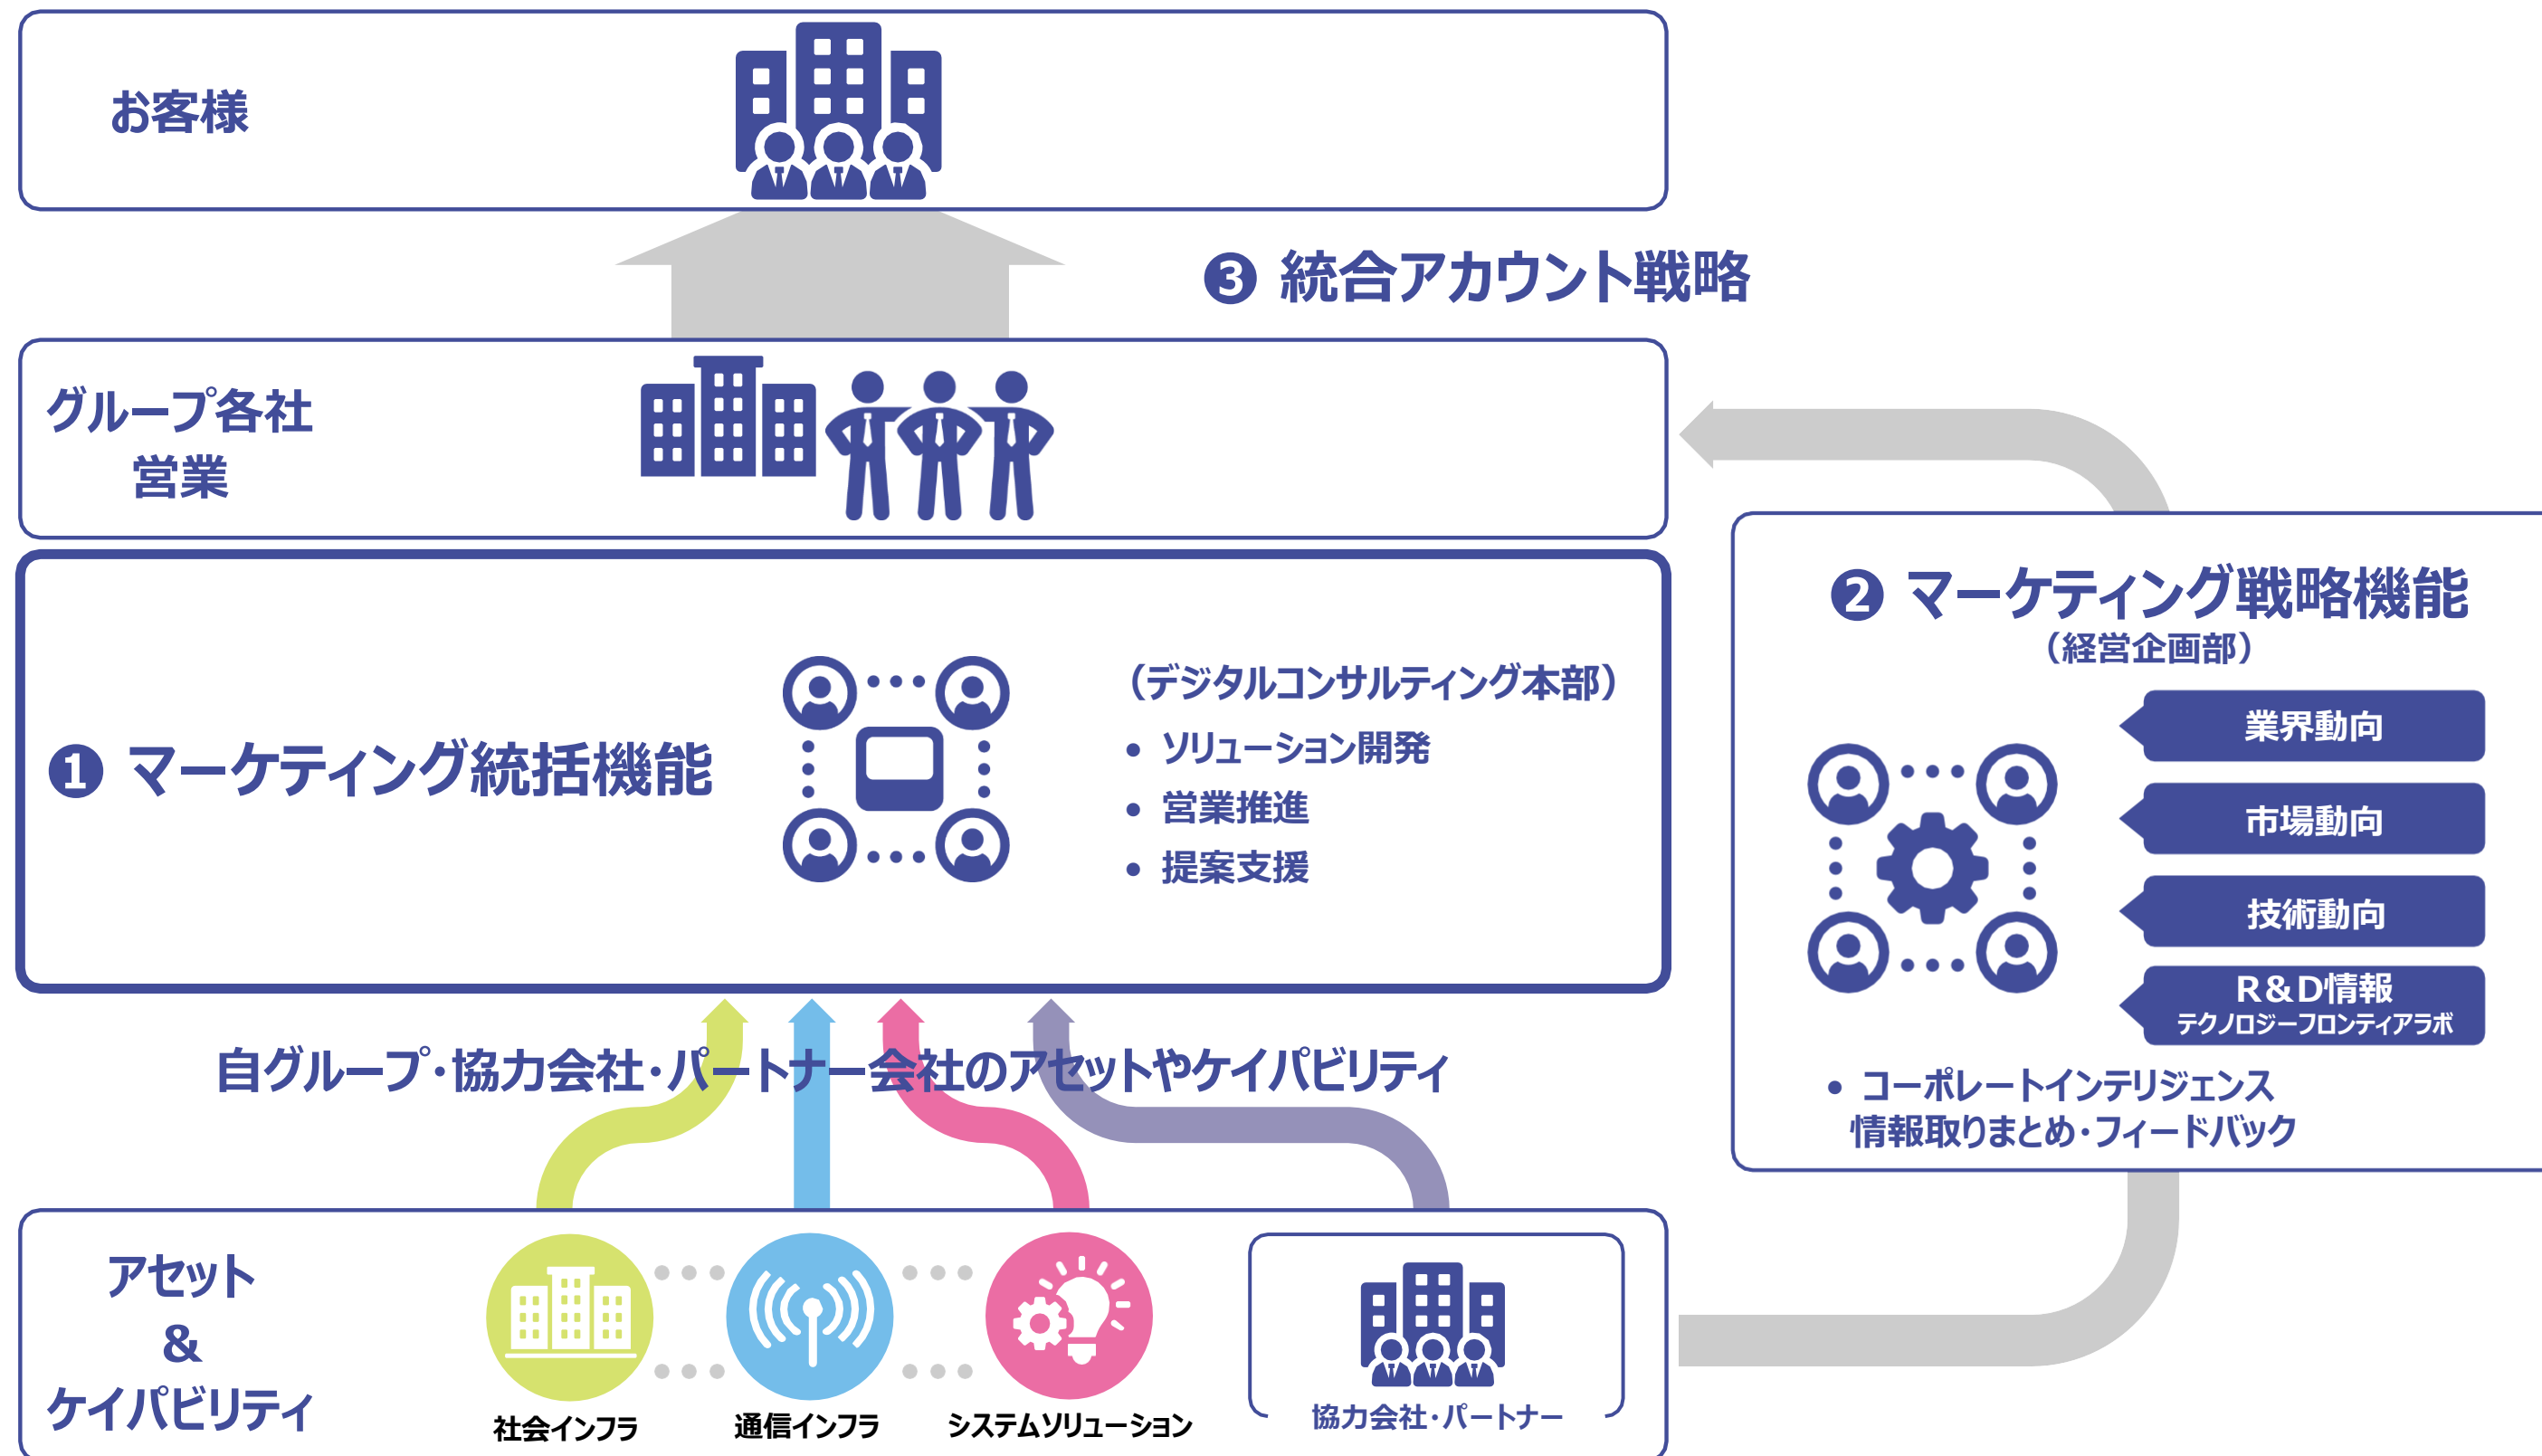 お客様
❸ 統合アカウント戦略
グループ各社
営業
❶ マーケティング統括機能
（デジタルコンサルティング本部）
• ソリューション開発
• 営業推進
• 提案支援
❷ マーケティング戦略機能
（経営企画部）
業界動向
市場動向
技術動向
R&D情報
テクノロジーフロンティアラボ
• コーポレートインテリジェンス
情報取りまとめ・フィードバック
自グループ・協力会社・パートナー会社のアセットやケイパビリティ
アセット
&
ケイパビリティ
社会インフラ
通信インフラ
システムソリューション
協力会社・パートナー